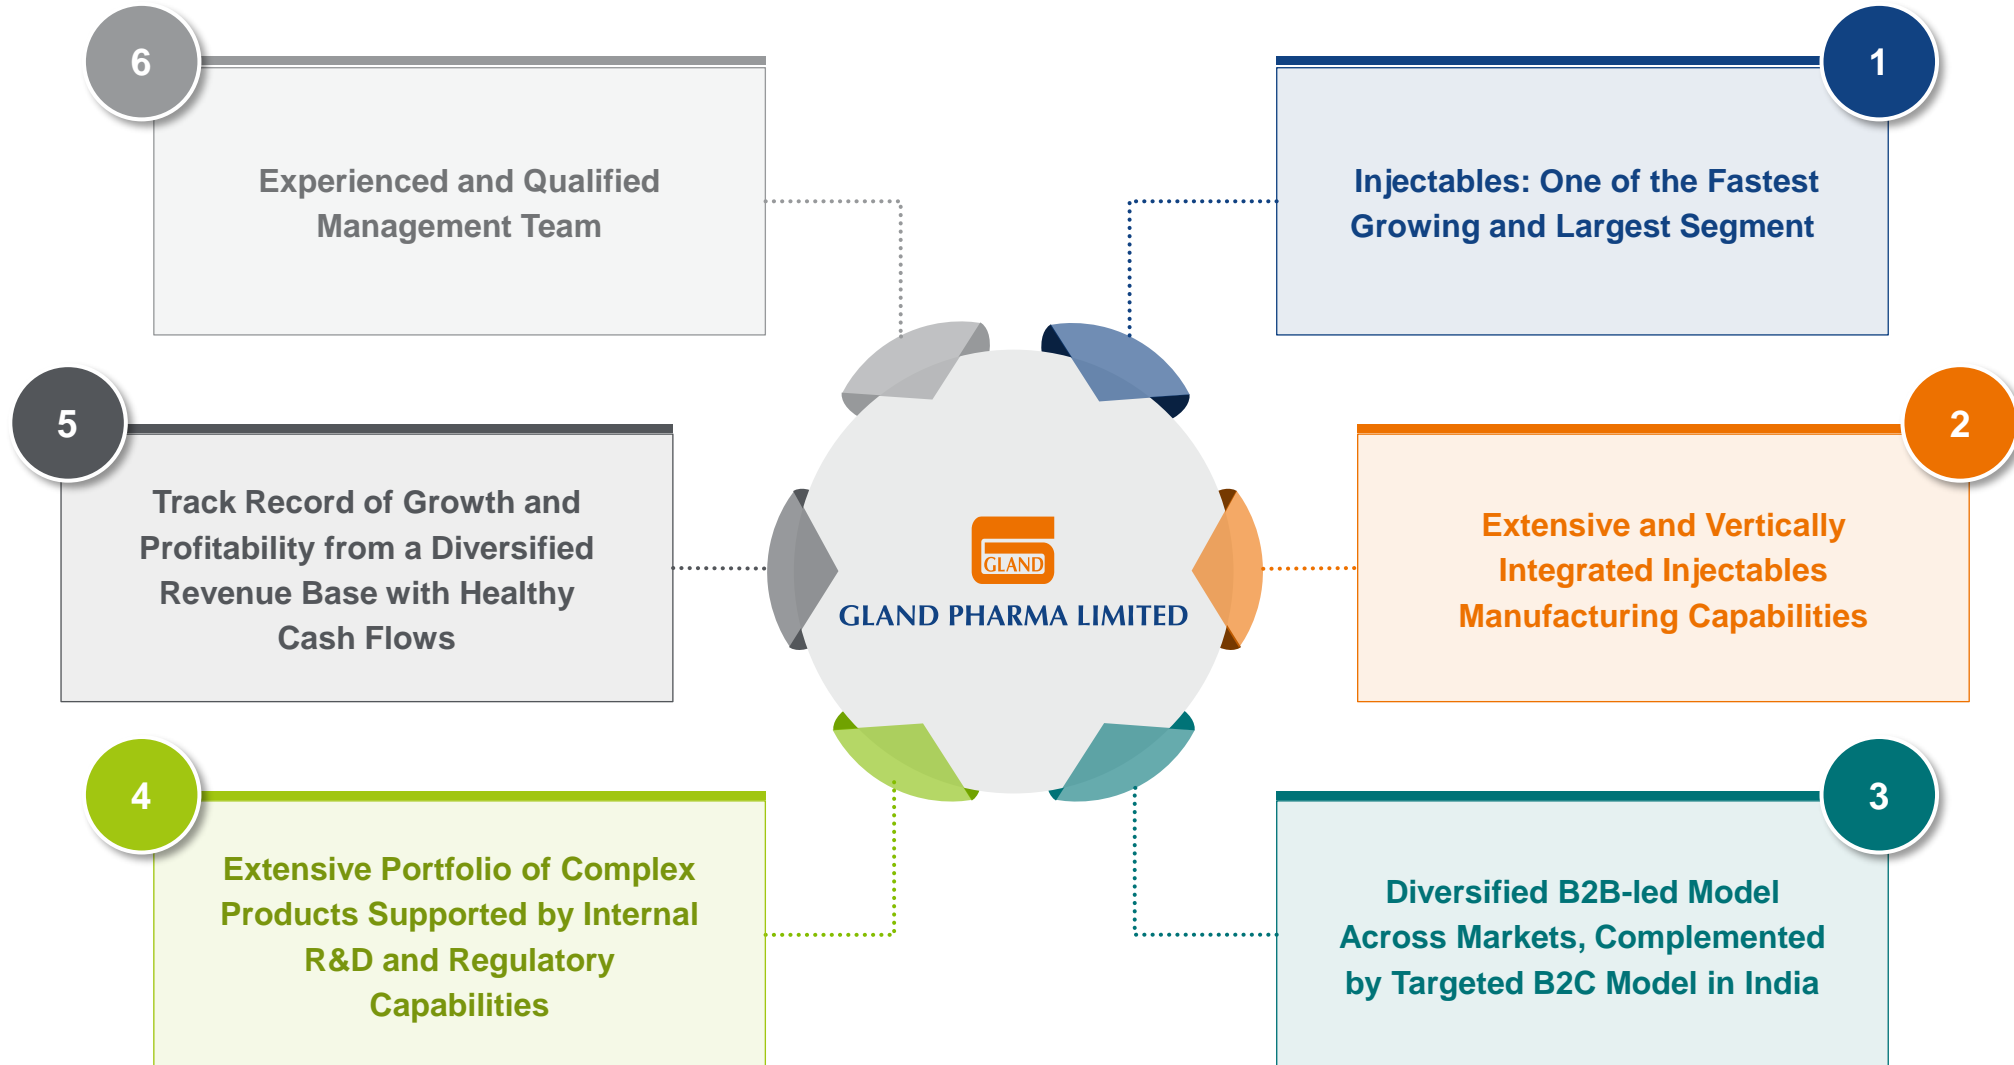 1
Injectables: One of the Fastest
Growing and Largest Segment
2
Extensive and Vertically
Integrated Injectables
Manufacturing Capabilities
3
Diversified B2B-led Model
Across Markets, Complemented
by Targeted B2C Model in India
4
Extensive Portfolio of Complex
Products Supported by Internal
R&D and Regulatory
Capabilities
5
Track Record of Growth and
Profitability from a Diversified
Revenue Base with Healthy
Cash Flows
6
Experienced and Qualified
Management Team
GLAND
GLAND PHARMA LIMITED